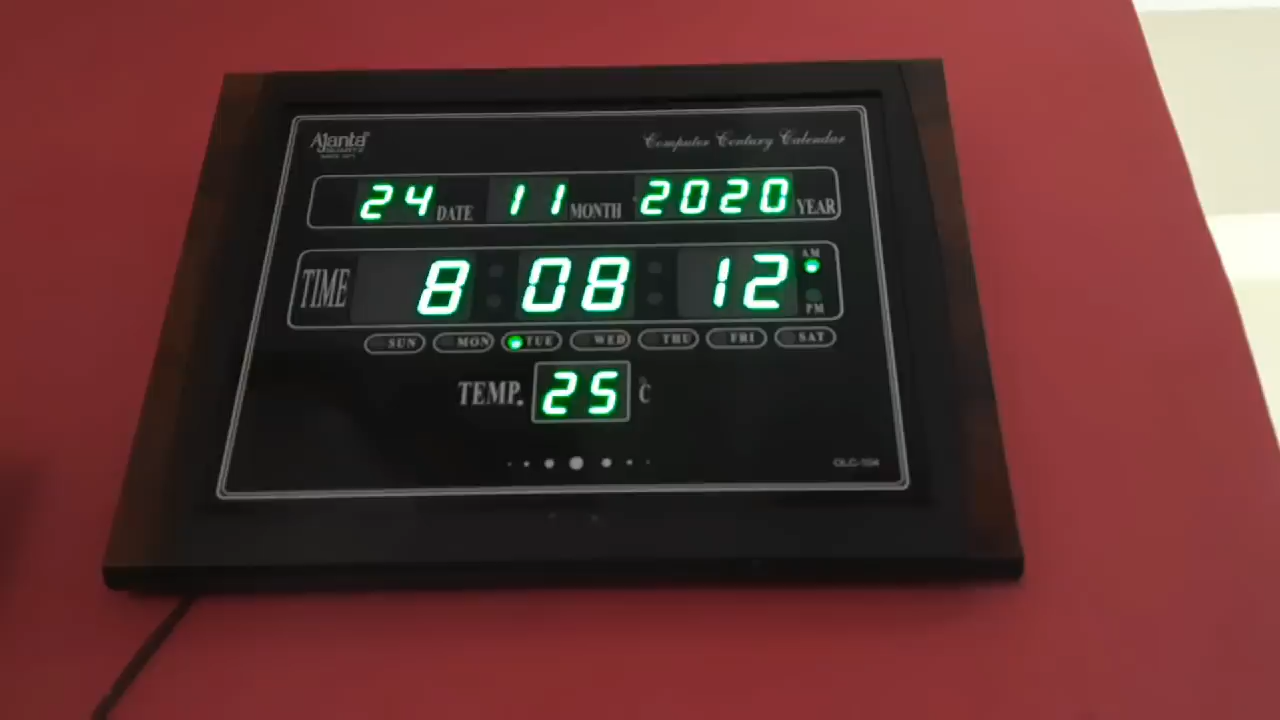 Ajanta
Computer Century Calendar
24 DATE 11 MONTH 2020 YEAR
TIME 8 08 12 AM
PM
SUN MON TUE WED THU FRI SAT
TEMP. 25 °C